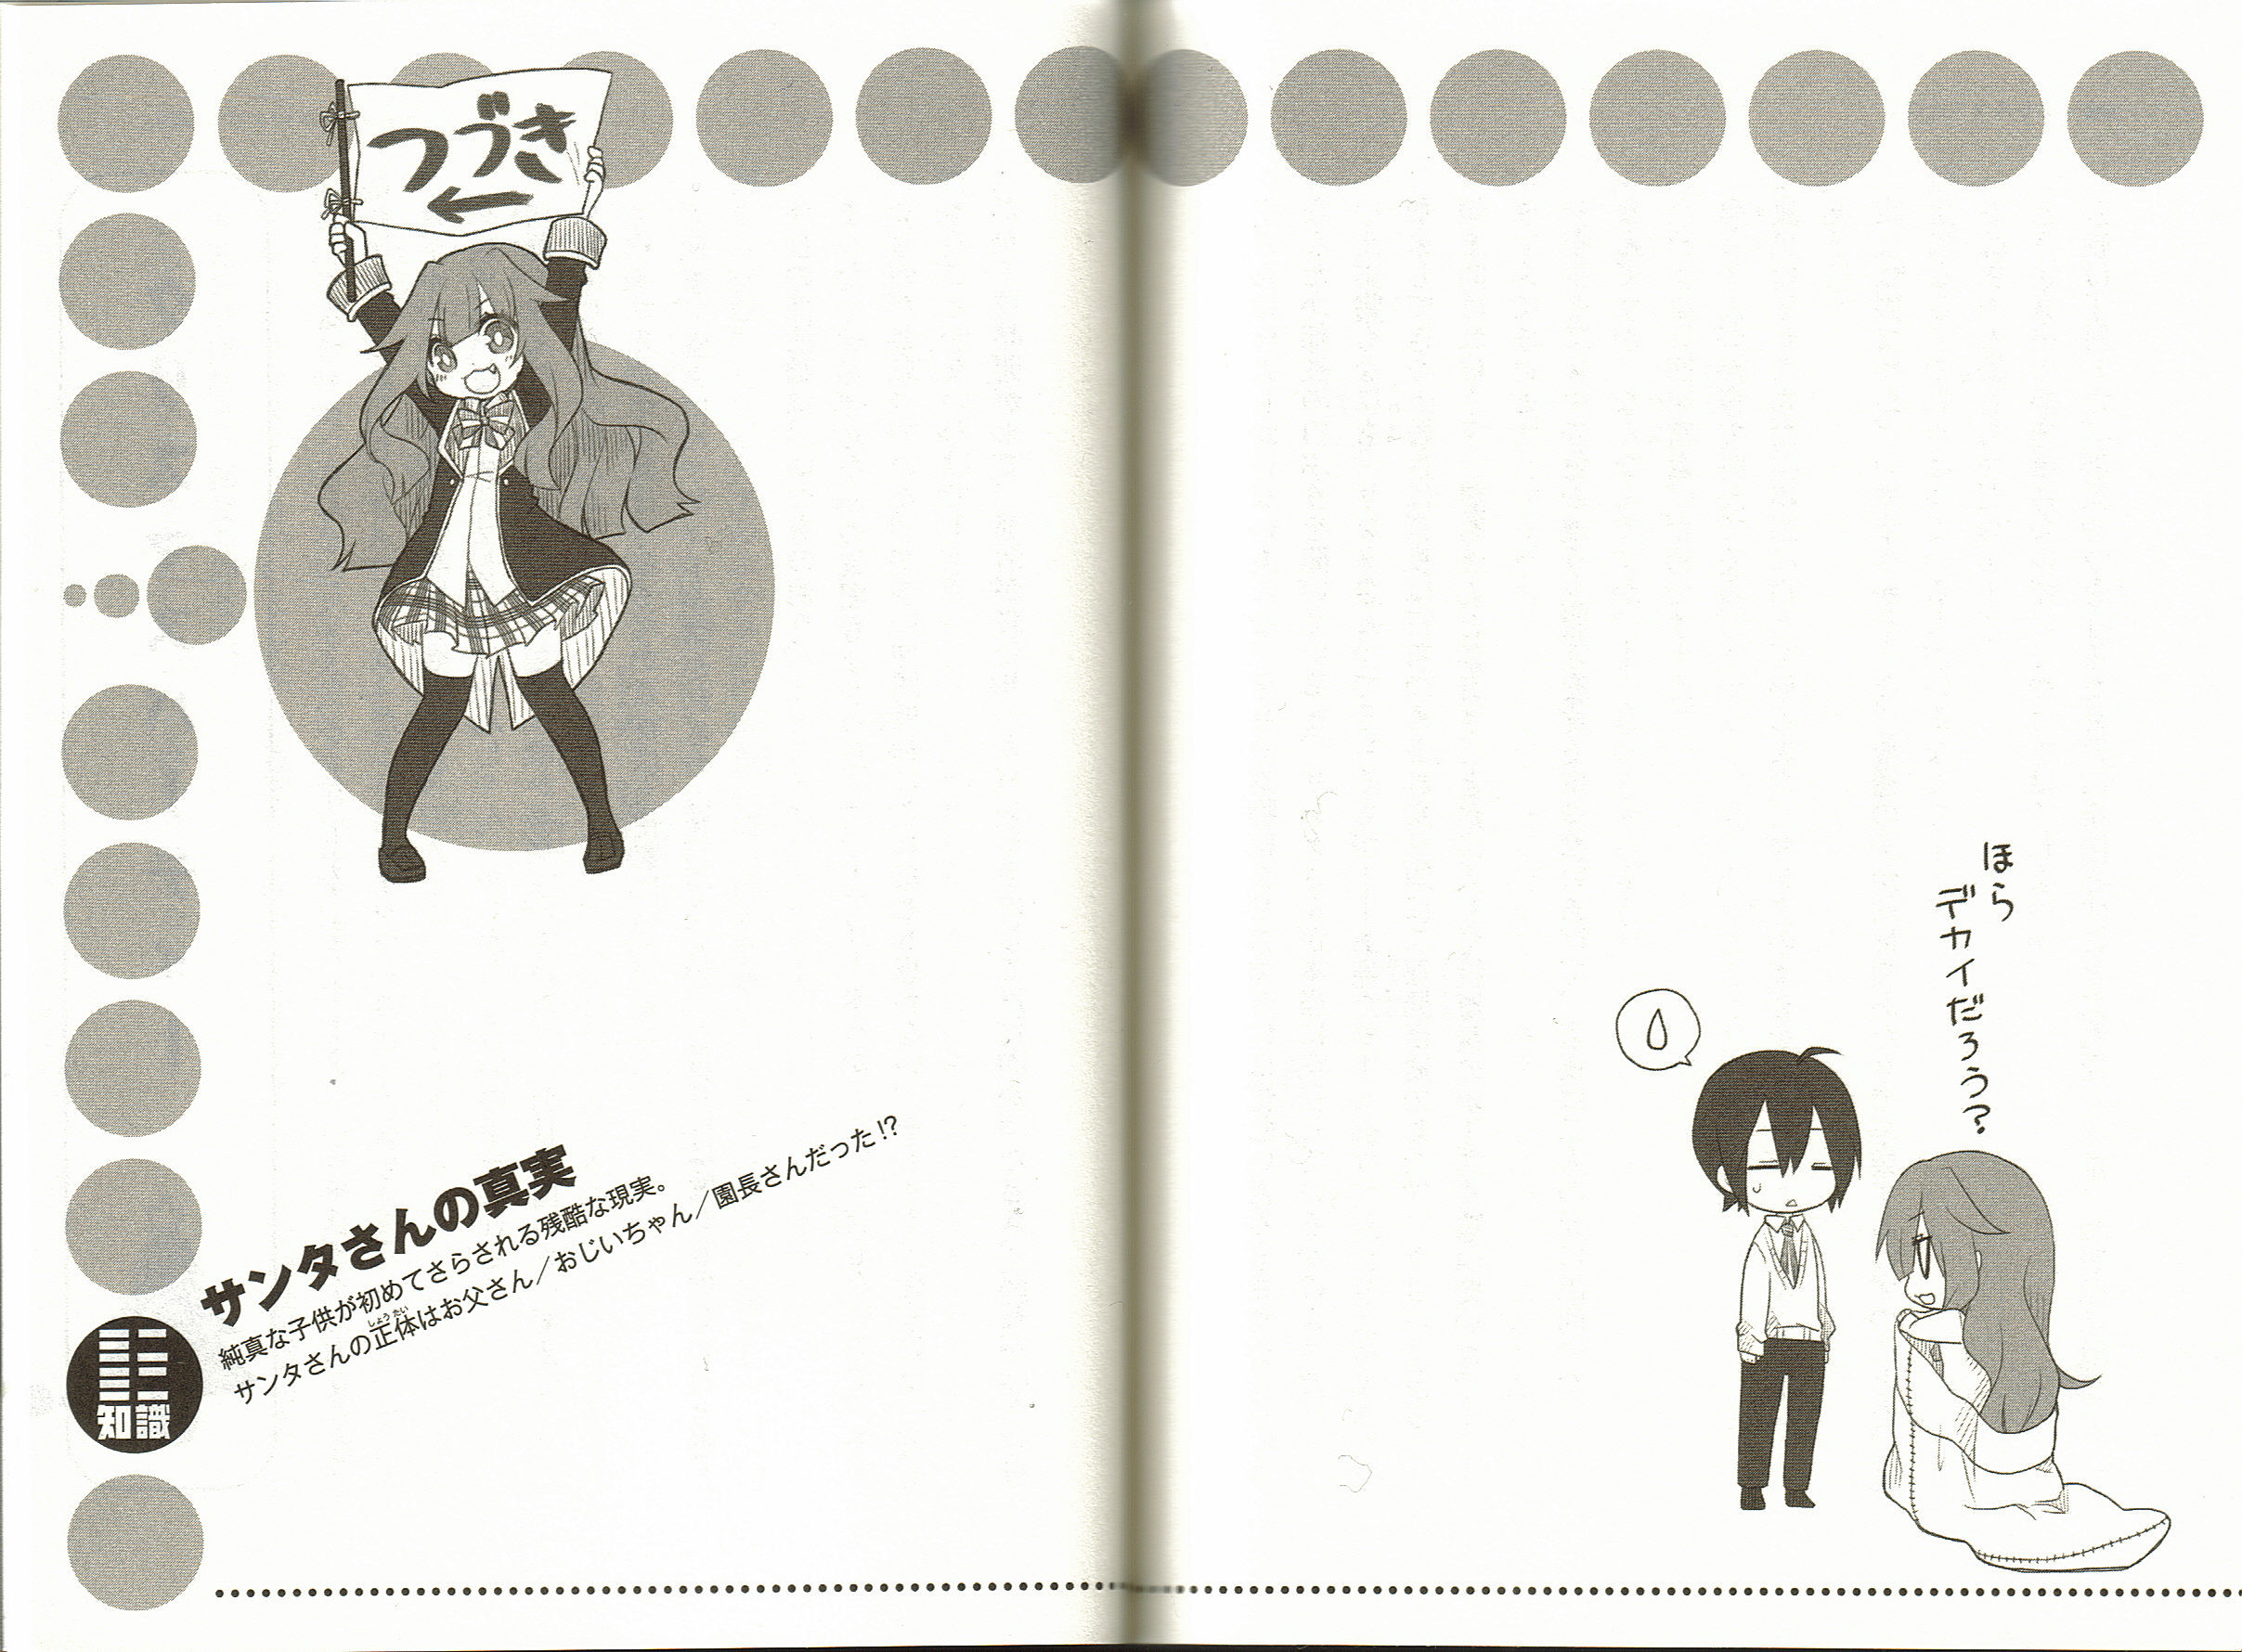 ほら
デカイだろう?
つづき
←
サンタさんの真実
純真な子供が初めてさらされる残酷な現実。
サンタさんの正体はお父さん／おじいちゃん／園長さんだった!?
しょうたい
知識